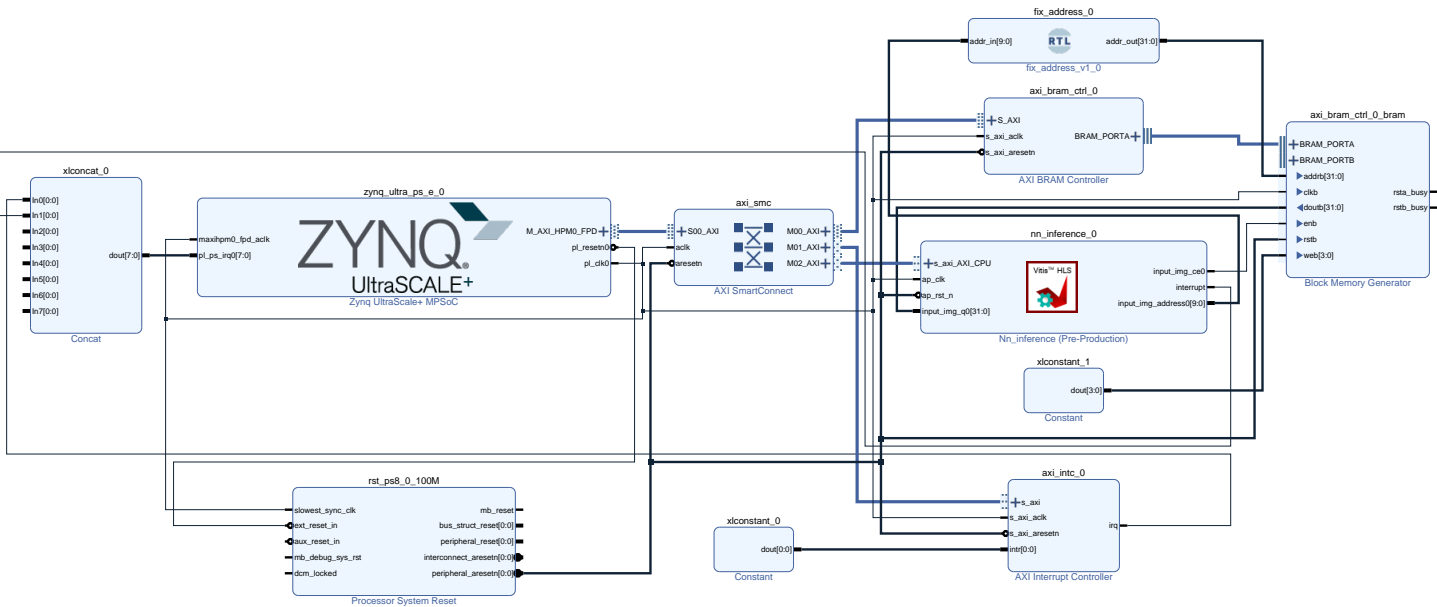 fix_address_0
addr_in[9:0]
RTL
addr_out[31:0]
fix_address_v1_0
axi_bram_ctrl_0
S_AXI
s_axi_aclk
s_axi_aresetn
BRAM_PORTA
AXI BRAM Controller
axi_bram_ctrl_0_bram
BRAM_PORTA
BRAM_PORTB
addrb[31:0]
clkb
doutb[31:0]
enb
rstb
web[3:0]
rsta_busy
rstb_busy
Block Memory Generator
xlconcat_0
In0[0:0]
In1[0:0]
In2[0:0]
In3[0:0]
In4[0:0]
In5[0:0]
In6[0:0]
In7[0:0]
dout[7:0]
Concat
zynq_ultra_ps_e_0
maxihpm0_fpd_aclk
pl_ps_irq0[7:0]
ZYNQ
UltraSCALE+
M_AXI_HPM0_FPD
pl_resetn0
pl_clk0
Zynq UltraScale+ MPSoC
axi_smc
S00_AXI
aclk
aresetn
M00_AXI
M01_AXI
M02_AXI
AXI SmartConnect
nn_inference_0
s_axi_AXI_CPU
ap_clk
ap_rst_n
input_img_q0[31:0]
Vitis™ HLS
input_img_ce0
interrupt
input_img_address0[9:0]
Nn_inference (Pre-Production)
xlconstant_1
dout[3:0]
Constant
rst_ps8_0_100M
slowest_sync_clk
ext_reset_in
aux_reset_in
mb_debug_sys_rst
dcm_locked
mb_reset
bus_struct_reset[0:0]
peripheral_reset[0:0]
interconnect_aresetn[0:0]
peripheral_aresetn[0:0]
Processor System Reset
xlconstant_0
dout[0:0]
Constant
axi_intc_0
s_axi
s_axi_aclk
s_axi_aresetn
intr[0:0]
irq
AXI Interrupt Controller